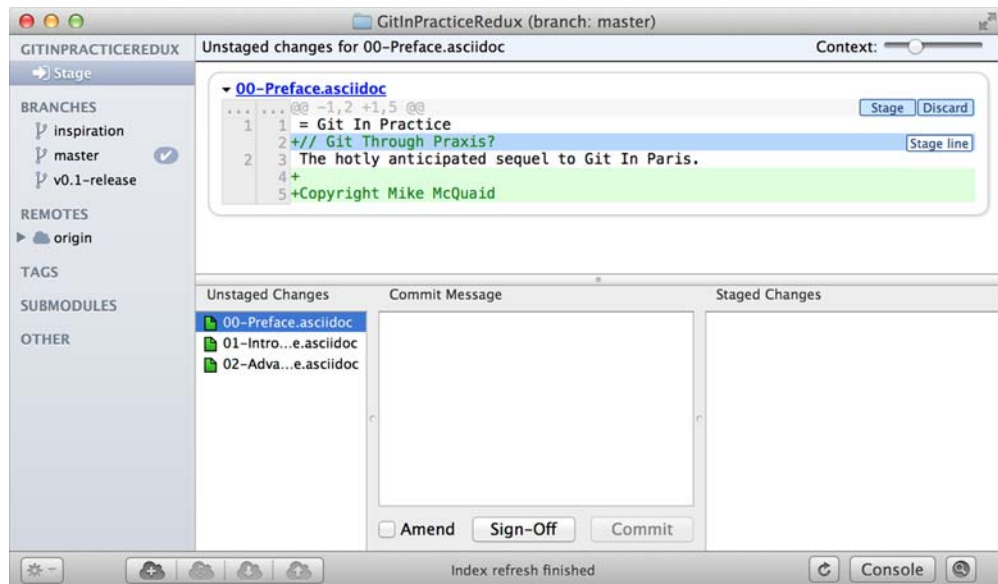 GitInPracticeRedux (branch: master)
GITINPRACTICEREDUX
Stage
BRANCHES
inspiration
master
v0.1-release
REMOTES
origin
TAGS
SUBMODULES
OTHER
Unstaged changes for 00-Preface.asciidoc
Context:
00-Preface.asciidoc
... ... @@ -1,2 +1,5 @@
Stage Discard
1 1 = Git In Practice
2 +// Git Through Praxis?
Stage line
2 3 The hotly anticipated sequel to Git In Paris.
4 +
5 +Copyright Mike McQuaid
Unstaged Changes
00-Preface.asciidoc
01-Intro...e.asciidoc
02-Adva...e.asciidoc
Commit Message
Amend Sign-Off Commit
Staged Changes
Index refresh finished
Console